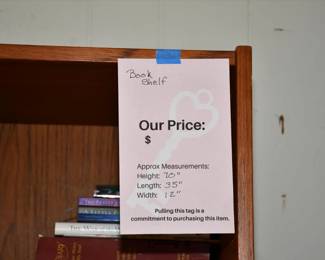 Book
Shelf
Our Price:
$
Approx Measurements:
Height: 70"
Length: 35"
Width: 12"
Pulling this tag is a
commitment to purchasing this item.